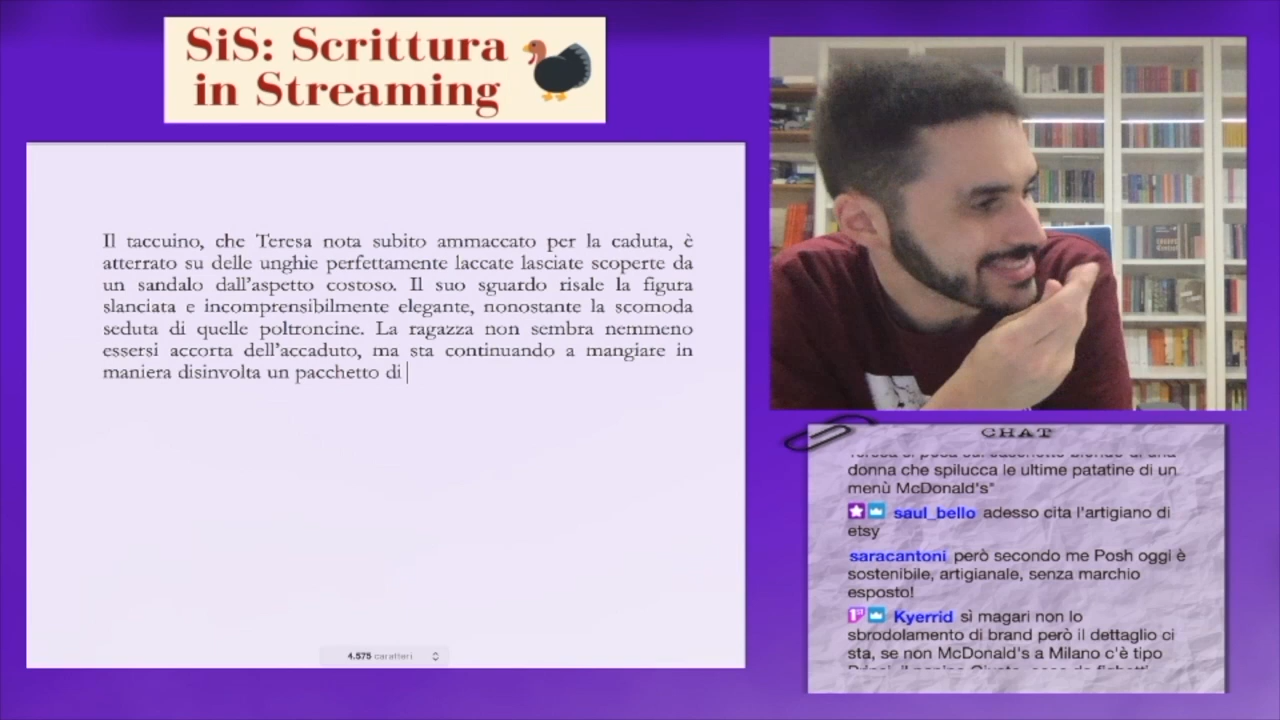 SiS: Scrittura
in Streaming
Il taccuino, che Teresa nota subito ammaccato per la caduta, è
atterrato su delle unghie perfettamente laccate lasciate scoperte da
un sandalo dall’aspetto costoso. Il suo sguardo risale la figura
slanciata e incomprensibilmente elegante, nonostante la scomoda
seduta di quelle poltroncine. La ragazza non sembra nemmeno
essersi accorta dell’accaduto, ma sta continuando a mangiare in
maniera disinvolta un pacchetto di
4.575 caratteri
CHAT
donna che spilucca le ultime patatine di un
menù McDonald's"
saul_bello adesso cita l’artigiano di
etsy
saracantoni però secondo me Posh oggi è
sostenibile, artigianale, senza marchio
esposto!
Kyerrid sì magari non lo
sbrodolamento di brand però il dettaglio ci
sta, se non McDonald's a Milano c'è tipo